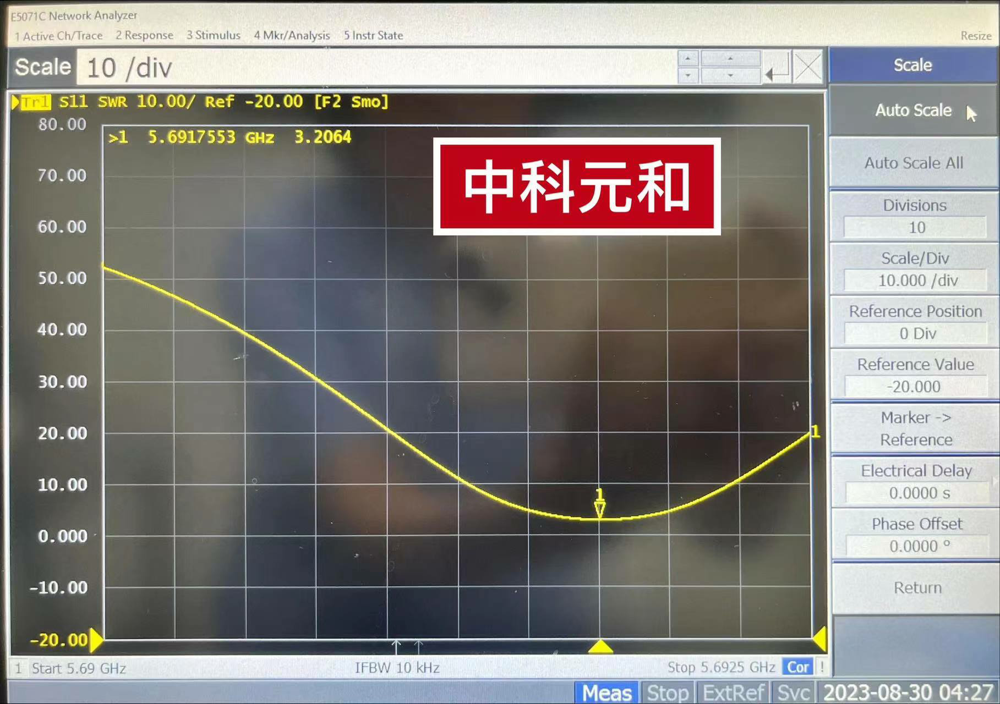 E5071C Network Analyzer
1 Active Ch/Trace 2 Response 3 Stimulus 4 Mkr/Analysis 5 Instr State
Resize
Scale 10 /div
Scale
Tr1 S11 SWR 10.00/ Ref -20.00 [F2 Smo]
Auto Scale
80.00
>1 5.6917553 GHz 3.2064
中科元和
Auto Scale All
70.00
Divisions
10
60.00
Scale/Div
10.000 /div
50.00
Reference Position
0 Div
40.00
Reference Value
-20.000
30.00
Marker ->
Reference
20.00
1
Electrical Delay
0.0000 s
10.00
1
Phase Offset
0.0000 °
0.000
Return
-10.00
-20.00
1 Start 5.69 GHz
IFBW 10 kHz
Stop 5.6925 GHz Cor !
Meas Stop ExtRef Svc 2023-08-30 04:27